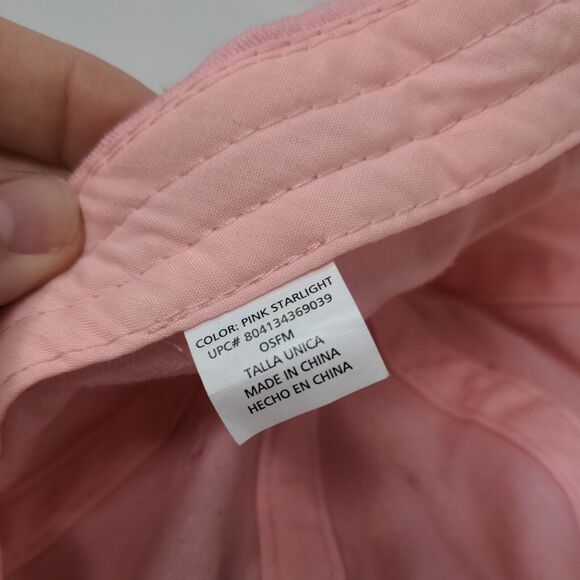 COLOR: PINK STARLIGHT
UPC# 804134369039
OSFM
TALLA UNICA
MADE IN CHINA
HECHO EN CHINA